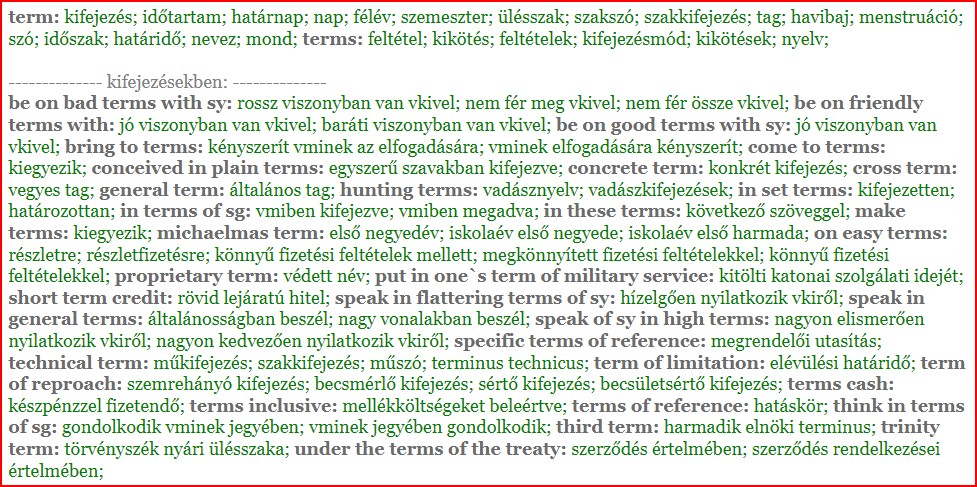 term: kifejezés; időtartam; határnap; nap; félév; szemeszter; ülésszak; szakszó; szakkifejezés; tag; havibaj; menstruáció;
szó; időszak; határidő; nevez; mond; terms: feltétel; kikötés; feltételek; kifejezésmód; kikötések; nyelv;
-------------- kifejezésekben: --------------
be on bad terms with sy: rossz viszonyban van vkivel; nem fér meg vkivel; nem fér össze vkivel; be on friendly
terms with: jó viszonyban van vkivel; baráti viszonyban van vkivel; be on good terms with sy: jó viszonyban van
vkivel; bring to terms: kényszerít vminek az elfogadására; vminek elfogadására kényszerít; come to terms:
kiegyezik; conceived in plain terms: egyszerű szavakban kifejezve; concrete term: konkrét kifejezés; cross term:
vegyes tag; general term: általános tag; hunting terms: vadásznyelv; vadászkifejezések; in set terms: kifejezetten;
határozottan; in terms of sg: vmiben kifejezve; vmiben megadva; in these terms: következő szöveggel; make
terms: kiegyezik; michaelmas term: első negyedév; iskolaév első negyede; iskolaév első harmada; on easy terms:
részletre; részletfizetésre; könnyű fizetési feltételek mellett; megkönnyített fizetési feltételekkel; könnyű fizetési
feltételekkel; proprietary term: védett név; put in one`s term of military service: kitölti katonai szolgálati idejét;
short term credit: rövid lejáratú hitel; speak in flattering terms of sy: hízelgően nyilatkozik vkiről; speak in
general terms: általánosságban beszél; nagy vonalakban beszél; speak of sy in high terms: nagyon elismerően
nyilatkozik vkiről; nagyon kedvezően nyilatkozik vkiről; specific terms of reference: megrendelői utasítás;
technical term: műkifejezés; szakkifejezés; műszó; terminus technicus; term of limitation: elévülési határidő; term
of reproach: szemrehányó kifejezés; becsmérlő kifejezés; sértő kifejezés; becsületsértő kifejezés; terms cash:
készpénzzel fizetendő; terms inclusive: mellékköltségeket beleértve; terms of reference: hatáskör; think in terms
of sg: gondolkodik vminek jegyében; vminek jegyében gondolkodik; third term: harmadik elnöki terminus; trinity
term: törvényszék nyári ülésszaka; under the terms of the treaty: szerződés értelmében; szerződés rendelkezései
értelmében;